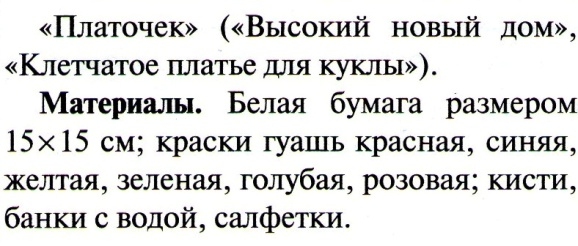 «Платочек» («Высокий новый дом»,
«Клетчатое платье для куклы»).
Материалы. Белая бумага размером
15×15 см; краски гуашь красная, синяя,
желтая, зеленая, голубая, розовая; кисти,
банки с водой, салфетки.